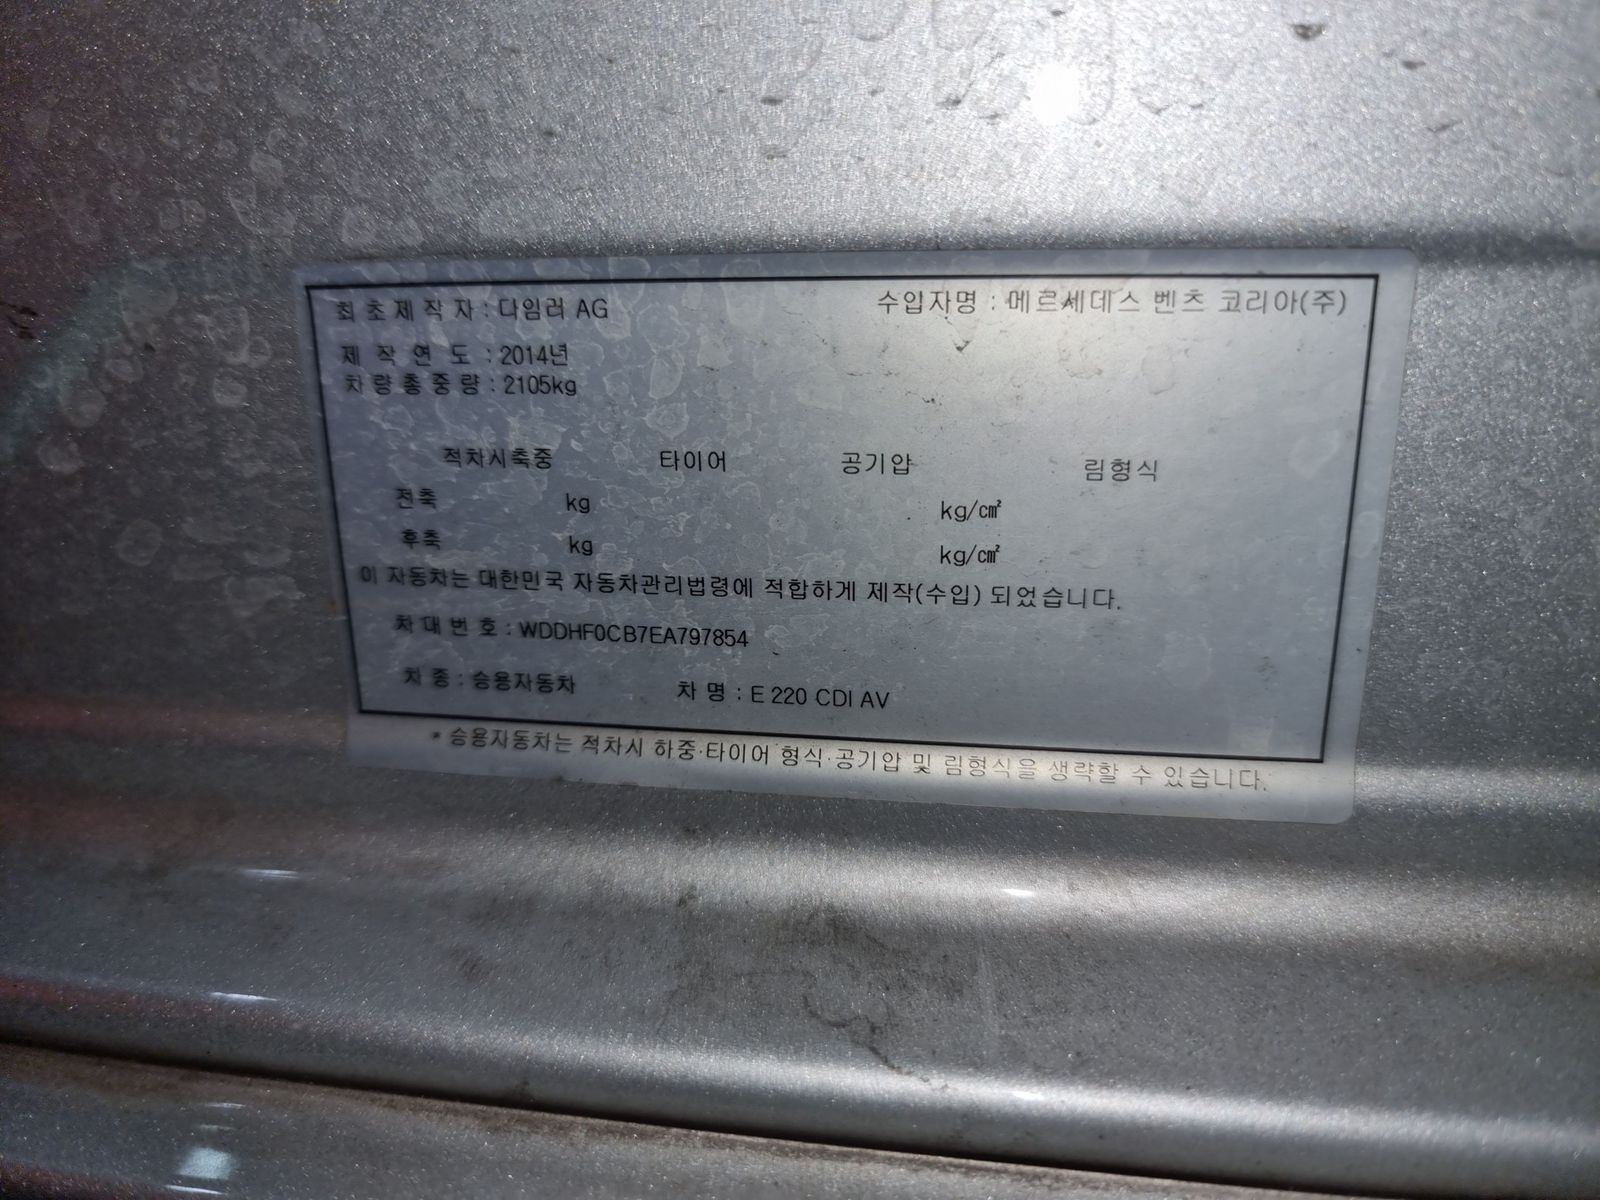 최초제작자 : 다임러 AG 수입자명 : 메르세데스 벤츠 코리아(주)
제작연도 : 2014년
차량총중량 : 2105kg
적차시축중 타이어 공기압 림형식
전축 kg kg/㎠
후축 kg kg/㎠
이 자동차는 대한민국 자동차관리법령에 적합하게 제작(수입) 되었습니다.
차대번호 : WDDHF0CB7EA797854
차종 : 승용자동차 차명 : E 220 CDI AV
* 승용자동차는 적차시 하중·타이어 형식·공기압 및 림형식을 생략할 수 있습니다.